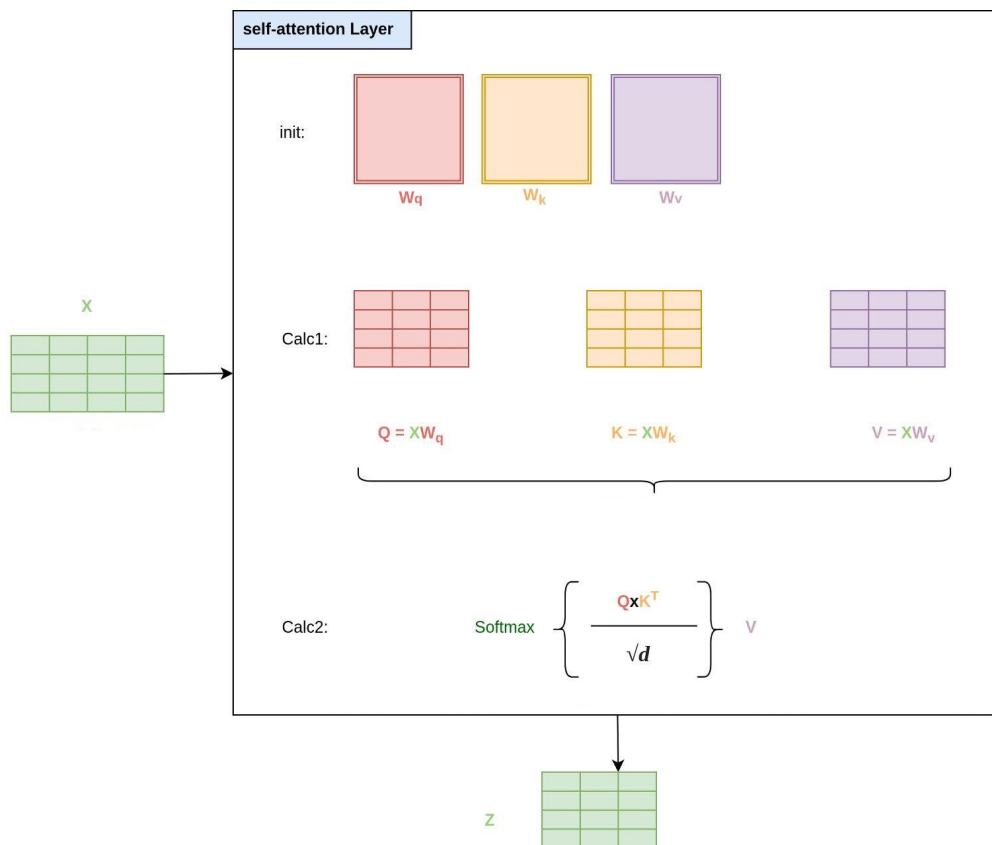 self-attention Layer
init:
Wq
Wk
Wv
X
Calc1:
Q = XWq
K = XWk
V = XWv
QxK^T
Calc2:
Softmax
V
√d
Z